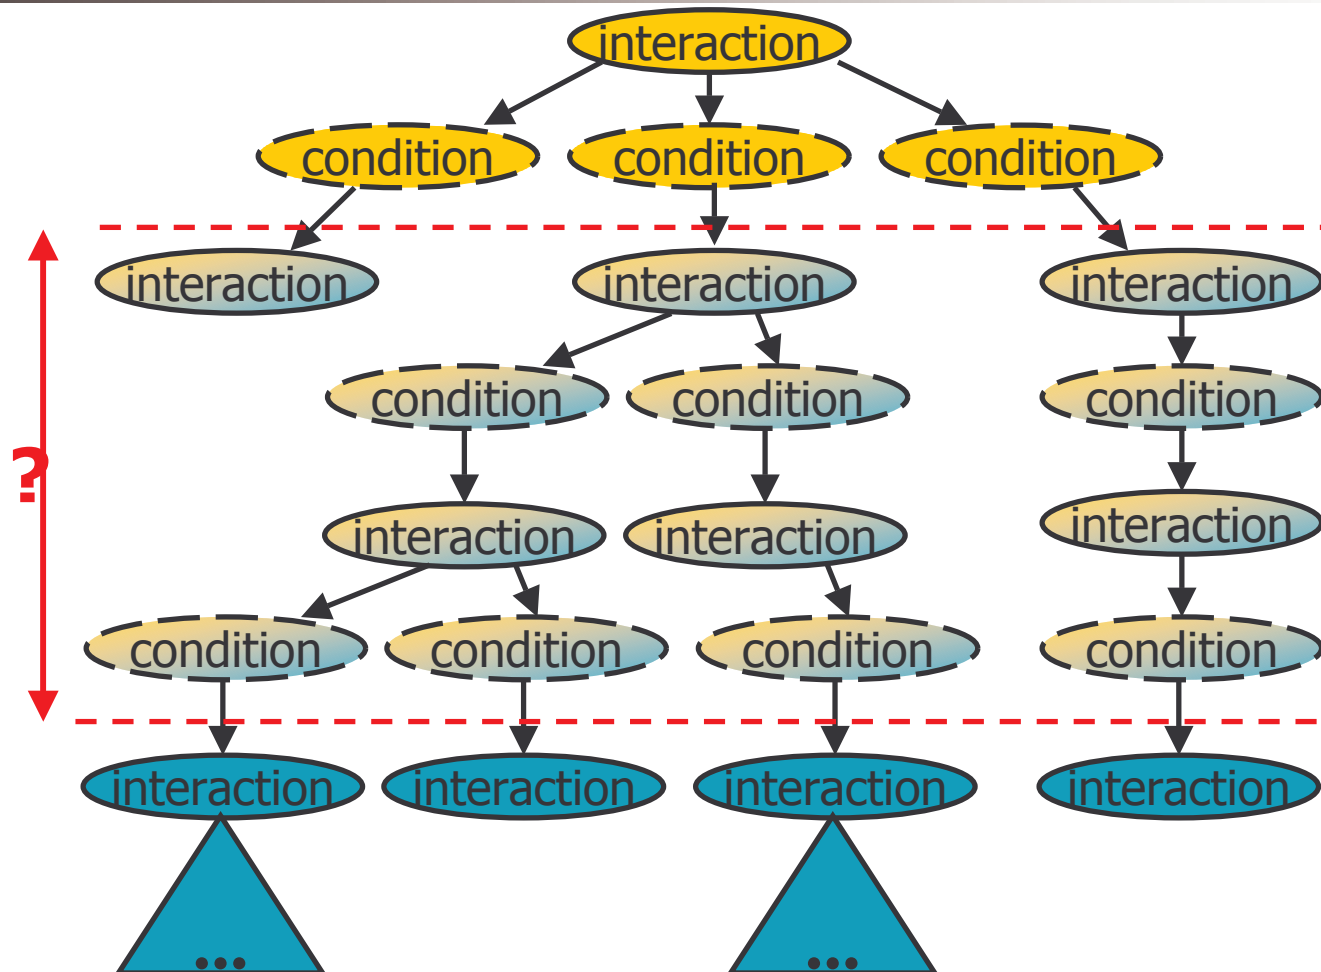 interaction
condition condition condition
interaction interaction interaction
condition condition condition
?
interaction interaction interaction
condition condition condition condition
interaction interaction interaction interaction
... ...